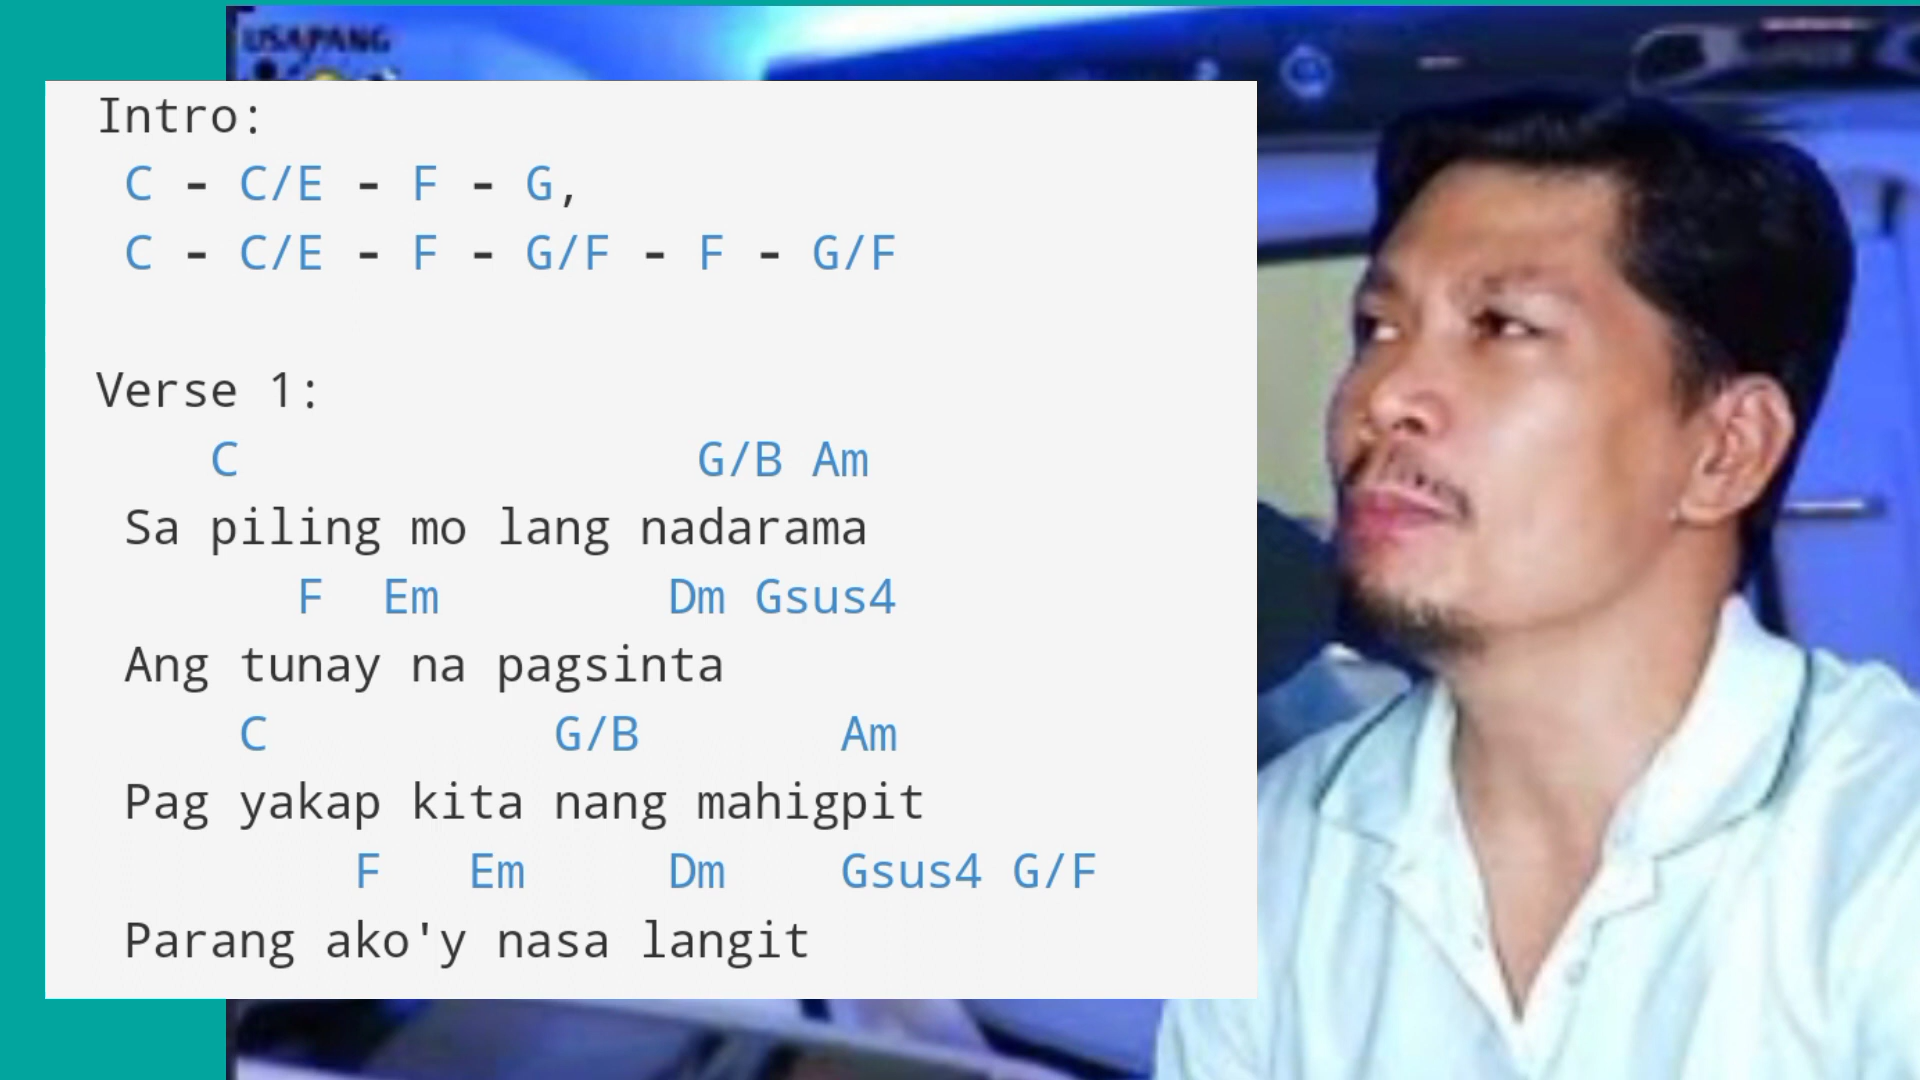 USAPANG
Intro:
C - C/E - F - G,
C - C/E - F - G/F - F - G/F
Verse 1:
C G/B Am
Sa piling mo lang nadarama
F Em Dm Gsus4
Ang tunay na pagsinta
C G/B Am
Pag yakap kita nang mahigpit
F Em Dm Gsus4 G/F
Parang ako'y nasa langit